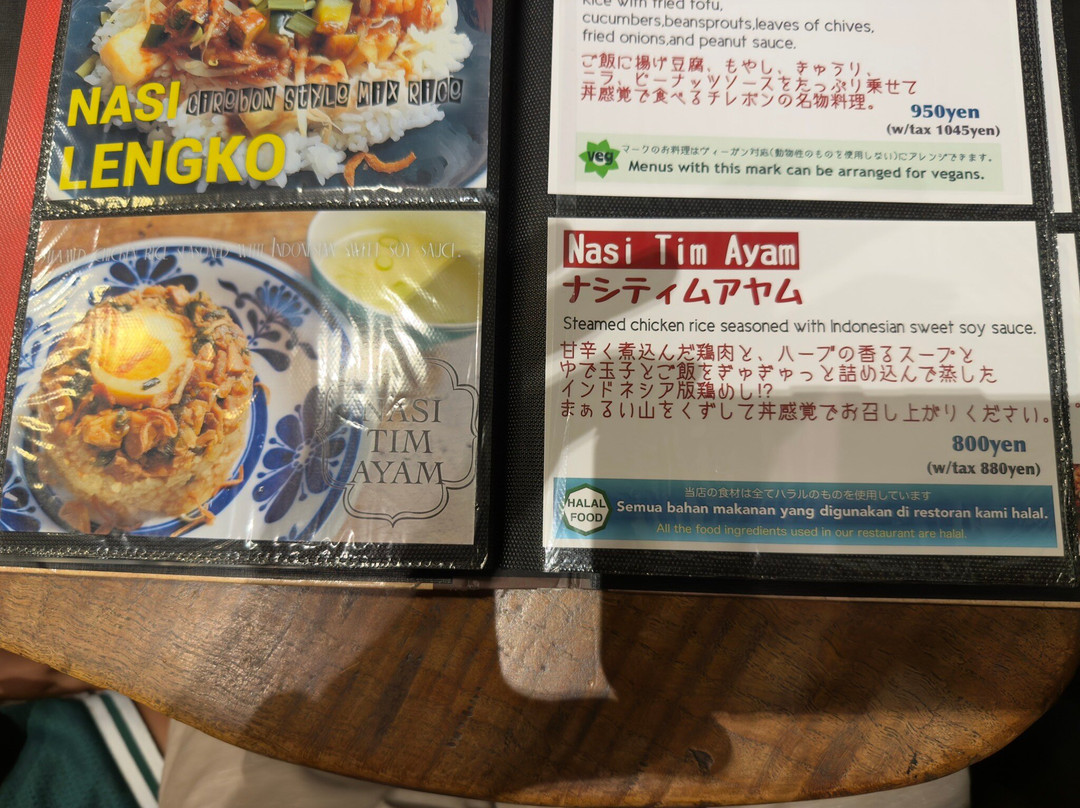 CIREBON STYLE MIX RICE
NASI
LENGKO
Rice with fried tofu,
cucumbers,beansprouts,leaves of chives,
fried onions,and peanut sauce.
ご飯に揚げ豆腐、もやし、きゅうり、
ニラ、ピーナッツソースをたっぷり乗せて
丼感覚で食べるチレボンの名物料理。
950yen
(w/tax 1045yen)
veg
マークのお料理はヴィーガン対応(動物性のものを使用しない)にアレンジできます。
Menus with this mark can be arranged for vegans.
STEAMED CHICKEN RICE SEASONED WITH INDONESIAN SWEET SOY SAUCE.
NASI
TIM
AYAM
Nasi Tim Ayam
ナシティムアヤム
Steamed chicken rice seasoned with Indonesian sweet soy sauce.
甘辛く煮込んだ鶏肉と、ハーブの香るスープと
ゆで玉子とご飯をぎゅぎゅっと詰め込んで蒸した
インドネシア版鶏めし!?
まぁるい山をくずして丼感覚でお召し上がりください。
800yen
(w/tax 880yen)
HALAL
FOOD
当店の食材は全てハラルのものを使用しています
Semua bahan makanan yang digunakan di restoran kami halal.
All the food ingredients used in our restaurant are halal.